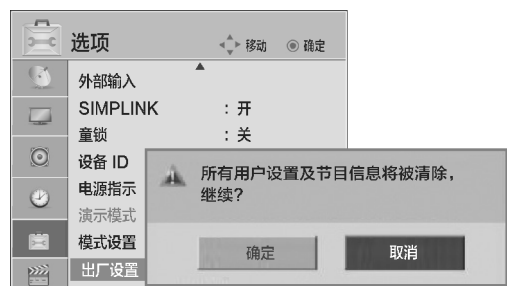 选项
移动 确定
外部输入
SIMPLINK : 开
童锁 : 关
设备 ID
电源指示
演示模式
模式设置
出厂设置
所有用户设置及节目信息将被清除，
继续?
确定 取消